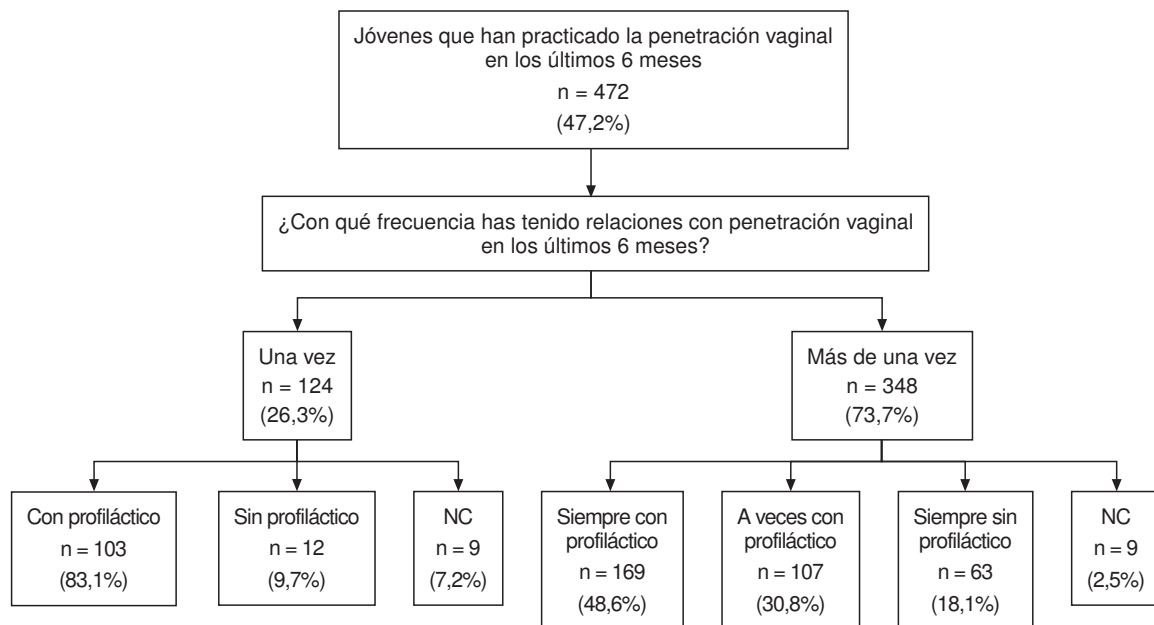 Jóvenes que han practicado la penetración vaginal
en los últimos 6 meses
n = 472
(47,2%)
¿Con qué frecuencia has tenido relaciones con penetración vaginal
en los últimos 6 meses?
Una vez
n = 124
(26,3%)
Más de una vez
n = 348
(73,7%)
Con profiláctico
n = 103
(83,1%)
Sin profiláctico
n = 12
(9,7%)
NC
n = 9
(7,2%)
Siempre con
profiláctico
n = 169
(48,6%)
A veces con
profiláctico
n = 107
(30,8%)
Siempre sin
profiláctico
n = 63
(18,1%)
NC
n = 9
(2,5%)